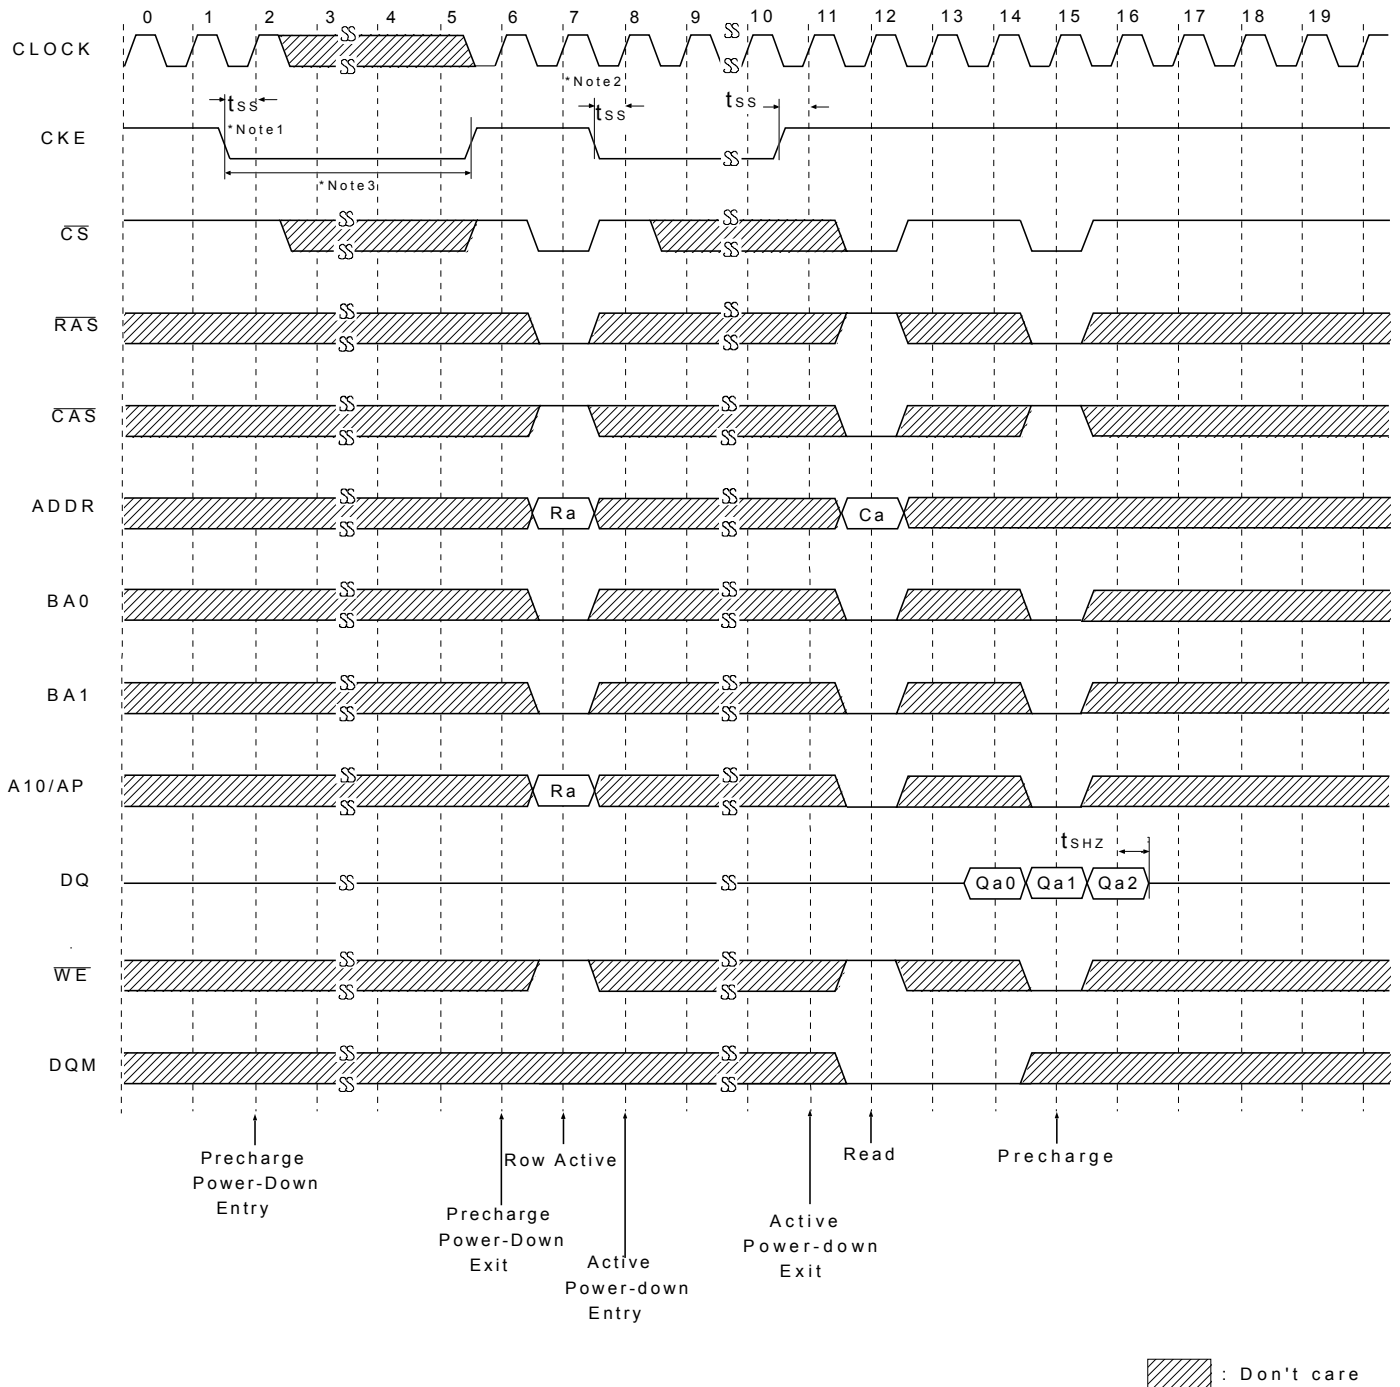 0 1 2 3 4 5 6 7 8 9 10 11 12 13 14 15 16 17 18 19
CLOCK
*Note2
tSS tSS tSS
*Note1
CKE
*Note3
CS
RAS
CAS
ADDR Ra Ca
BA0
BA1
A10/AP Ra
tSHZ
DQ Qa0 Qa1 Qa2
WE
DQM
Precharge
Power-Down
Entry
Row Active
Precharge
Power-Down
Exit
Active
Power-down
Entry
Active
Power-down
Exit
Read
Precharge
: Don't care